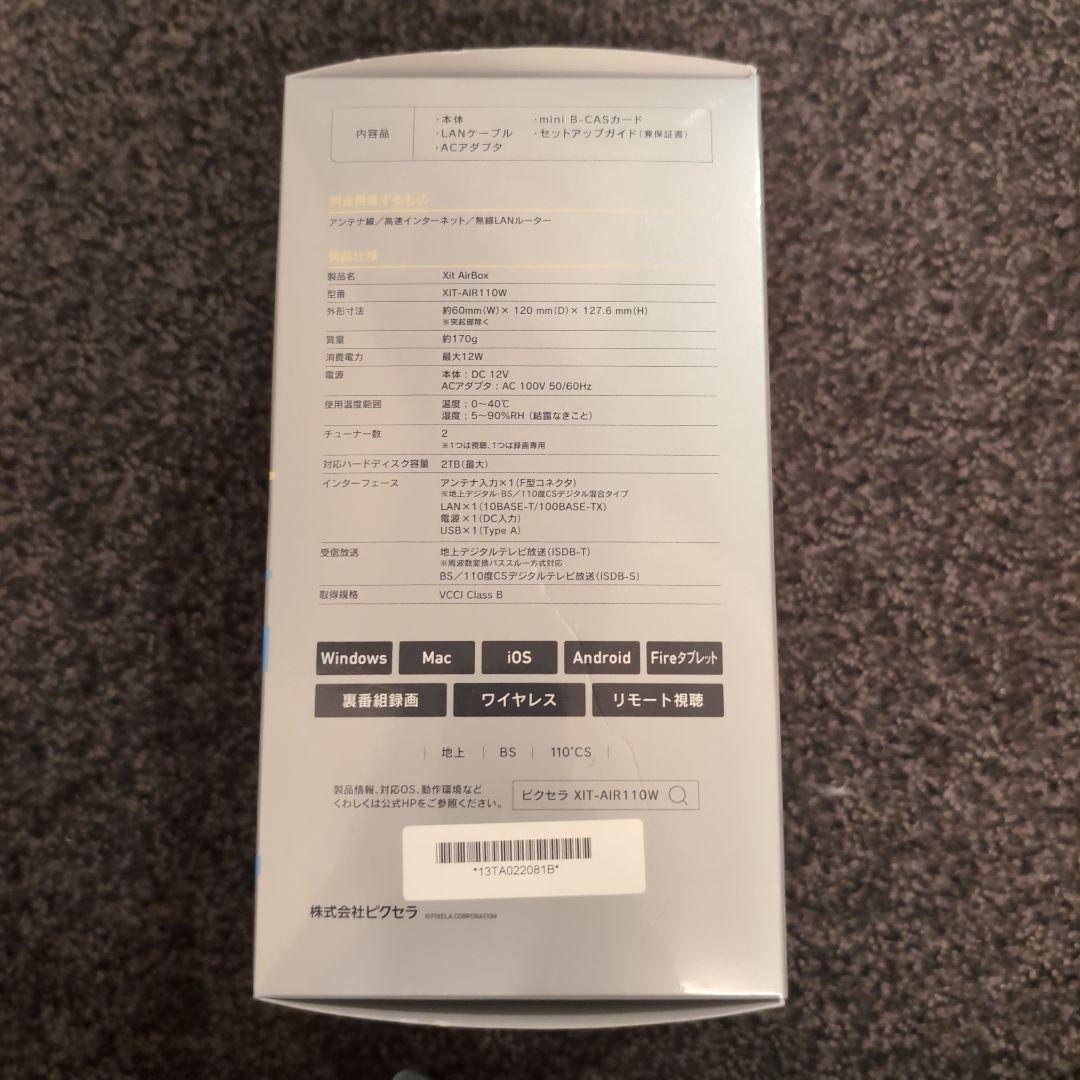 内容品
・本体
・LANケーブル
・ACアダプタ
・mini B-CASカード
・セットアップガイド(兼保証書)
別途用意するもの
アンテナ線／高速インターネット／無線LANルーター
製品仕様
製品名 Xit AirBox
型番 XIT-AIR110W
外形寸法 約60mm(W)× 120 mm(D)× 127.6 mm(H)
※突起部除く
質量 約170g
消費電力 最大12W
電源 本体：DC 12V
ACアダプタ：AC 100V 50/60Hz
使用温度範囲 温度：0～40℃
湿度：5～90%RH（結露なきこと）
チューナー数 2
※1つは視聴、1つは録画専用
対応ハードディスク容量 2TB(最大)
インターフェース アンテナ入力×1(F型コネクタ)
※地上デジタル・BS／110度CSデジタル混合タイプ
LAN×1(10BASE-T/100BASE-TX)
電源×1(DC入力)
USB×1(Type A)
受信放送 地上デジタルテレビ放送(ISDB-T)
※周波数変換パススルー方式対応
BS／110度CSデジタルテレビ放送(ISDB-S)
取得規格 VCCI Class B
Windows Mac iOS Android Fireタブレット
裏番組録画 ワイヤレス リモート視聴
地上 | BS | 110°CS
製品情報、対応OS、動作環境など
くわしくは公式HPをご参照ください。
ピクセラ XIT-AIR110W
*13TA022081B*
株式会社ピクセラ ©PIXELA CORPORATION